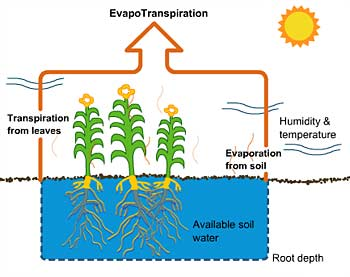 EvapoTranspiration
Transpiration
from leaves
Humidity &
temperature
Evaporation
from soil
Available soil
water
Root depth